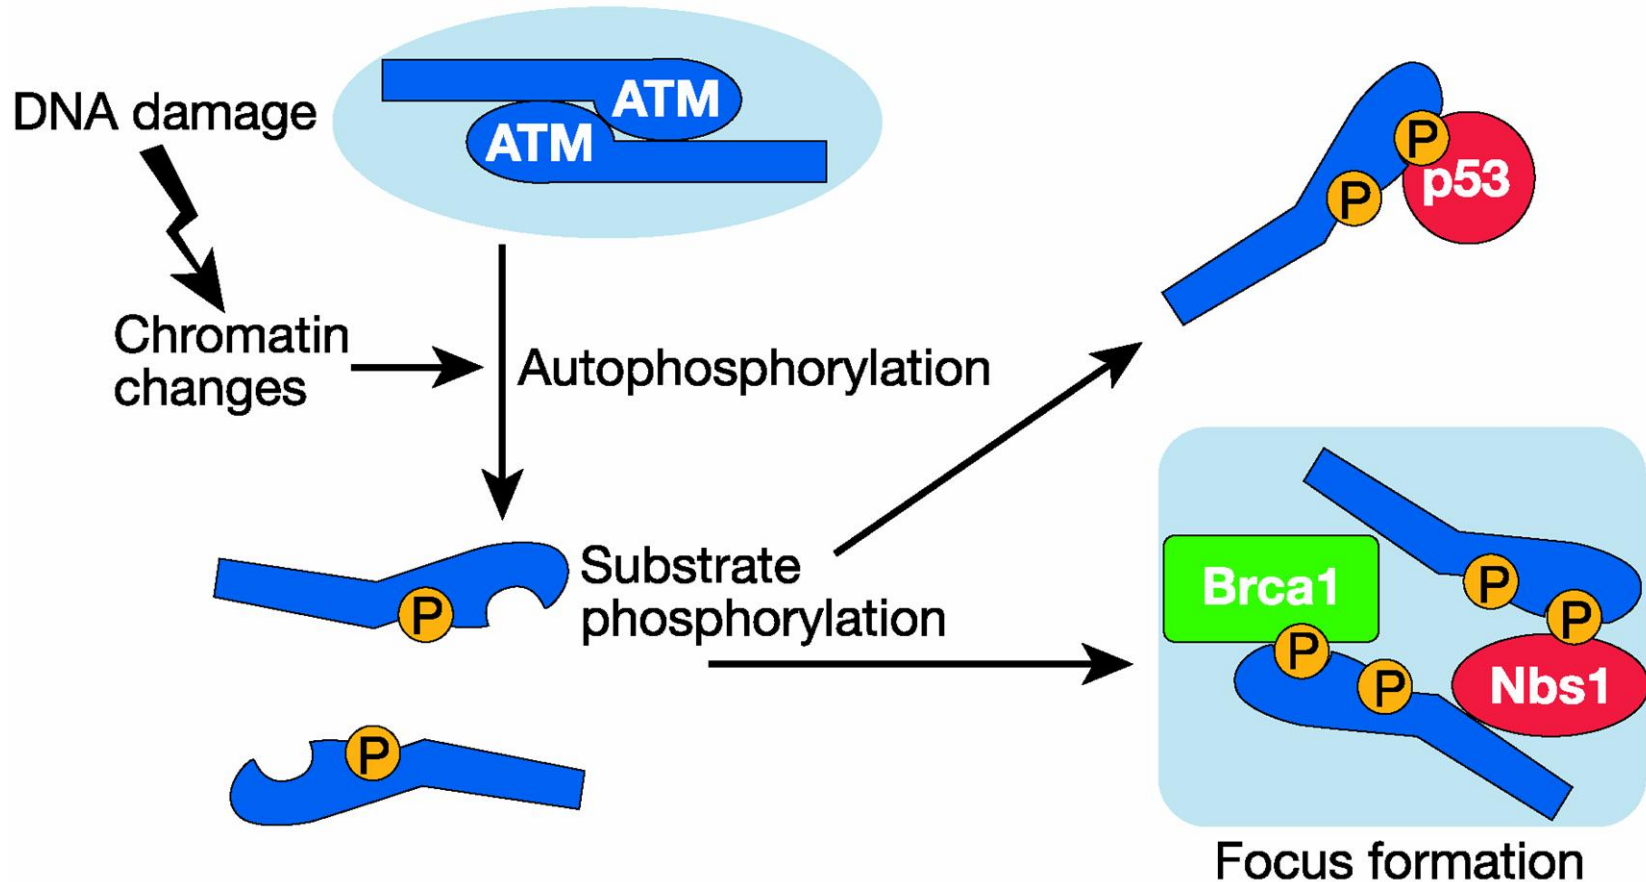 DNA damage
ATM
ATM
Chromatin
changes
Autophosphorylation
P
P
Substrate
phosphorylation
P
P
p53
Brca1
P
P
P
P
Nbs1
Focus formation